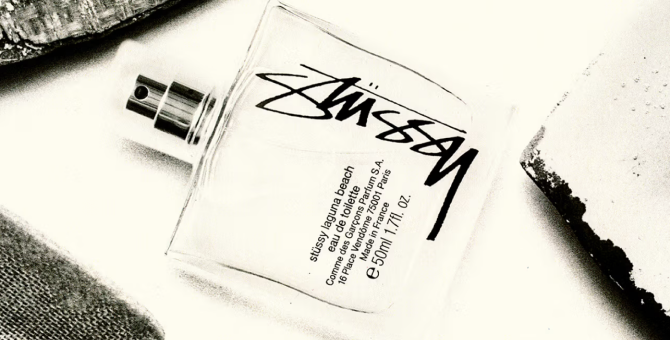 stüssy
stüssy laguna beach
eau de toilette
Comme des Garçons Parfum S.A.
16 Place Vendôme 75001 Paris
Made in France
℮ 50ml 1.7fl. oz.